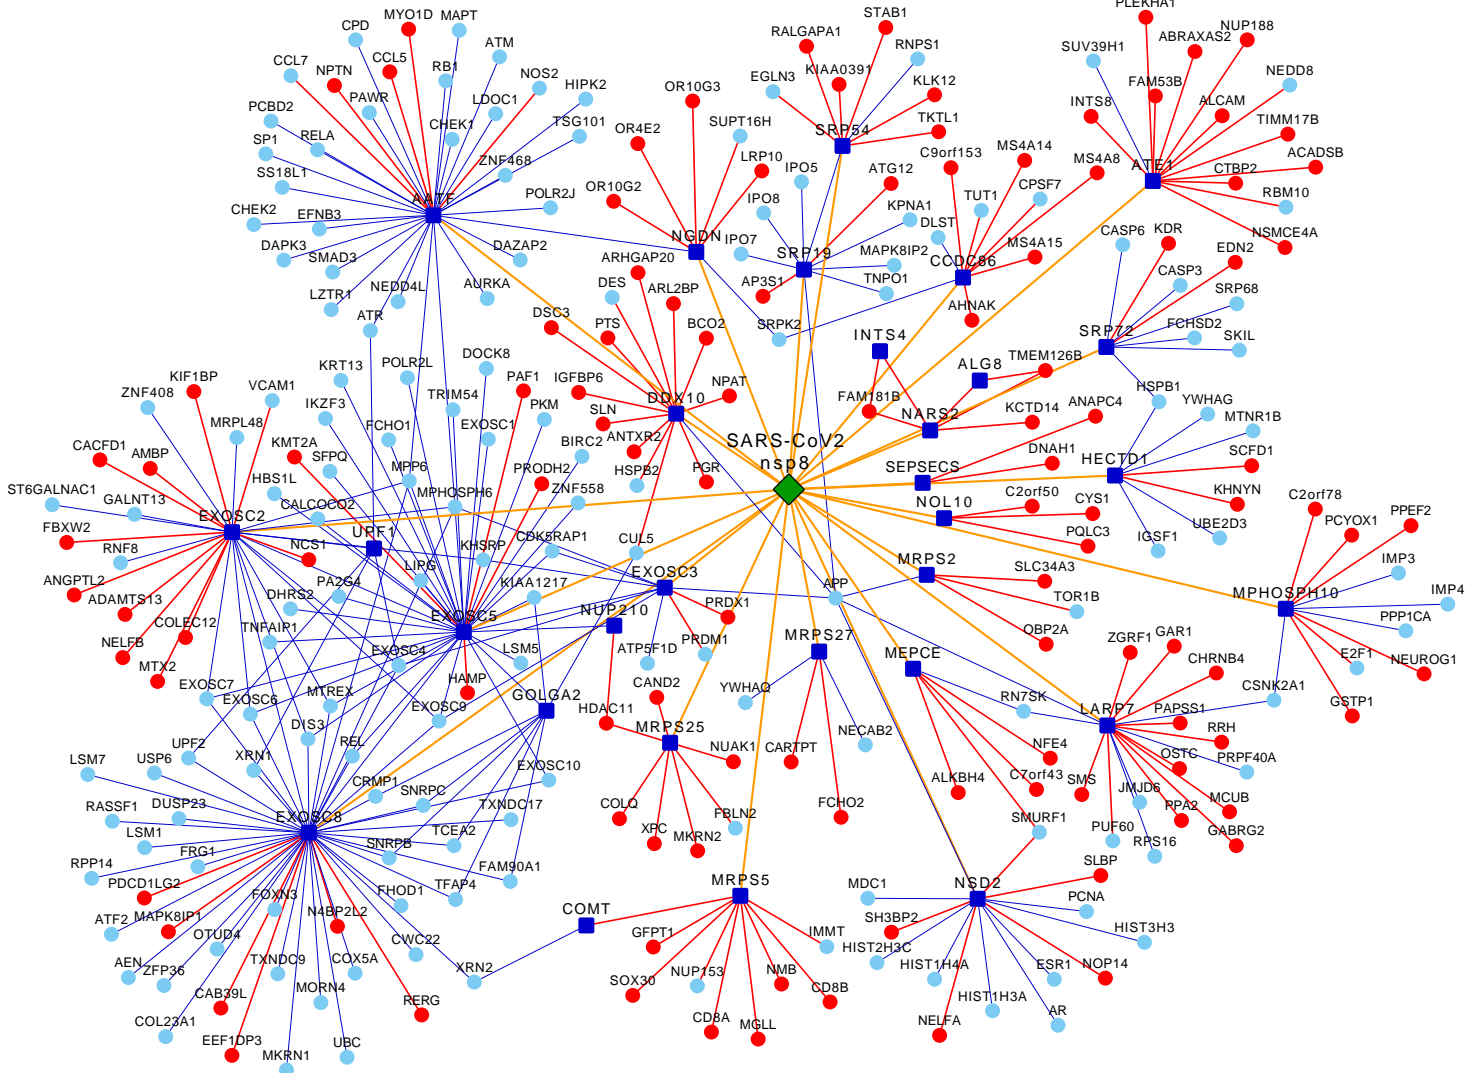 PLEKHA1
MYO1D
MAPT
CPD
STAB1
RALGAPA1
NUP188
ABRAXAS2
SUV39H1
ATM
CCL7
NPTN
CCL5
RB1
NOS2
HIPK2
RNPS1
EGLN3
KIAA0391
KLK12
FAM53B
NEDD8
OR10G3
PCBD2
PAWR
LDOC1
TSG101
INTS8
ALCAM
TIMM17B
SP1
RELA
CHEK1
OR4E2
SUPT16H
SRP54
TKTL1
SS18L1
ZNF468
LRP10
IPO5
ATG12
C9orf153
MS4A14
MS4A8
ATE1
CTBP2
ACADSB
CHEK2
EFNB3
AATF
POLR2J
OR10G2
IPO8
KPNA1
TUT1
CPSF7
RBM10
DAPK3
SMAD3
DAZAP2
NGDN
IPO7
SRP19
MAPK8IP2
DLST
MS4A15
CASP6
KDR
NSMCE4A
EDN2
ARHGAP20
CCDC86
LZTR1
NEDD4L
AURKA
DES
ARL2BP
AP3S1
TNPO1
CASP3
SRP68
ATR
DSC3
PTS
BCO2
SRPK2
AHNAK
INTS4
SRP72
FCHSD2
SKIL
KRT13
POLR2L
DOCK8
ALG8
TMEM126B
ZNF408
KIF1BP
VCAM1
IKZF3
TRIM54
PAF1
IGFBP6
DDX10
NPAT
FAM181B
HSPB1
YWHAG
MRPL48
FCHO1
EXOSC1
PKM
SLN
NARS2
KCTD14
ANAPC4
MTNR1B
CACFD1
AMBP
KMT2A
SFPQ
BIRC2
ANTXR2
SARS-CoV2
nsp8
DNAH1
HECTD1
SCFD1
ST6GALNAC1
GALNT13
HBS1L
MPP6
PRODH2
HSPB2
PGR
SEPSECS
KHNYN
EXOSC2
CALCOCO2
MPHOSPH6
ZNF558
NOL10
C2orf50
CYS1
C2orf78
PCYOX1
PPEF2
FBXW2
UPF1
CUL5
PQLC3
IGSF1
UBE2D3
RNF8
NCS1
KHSRP
CDK5RAP1
MRPS2
SLC34A3
IMP3
ANGPTL2
PA2G4
LIPG
KIAA1217
EXOSC3
APP
TOR1B
MPHOSPH10
IMP4
ADAMTS13
DHRS2
EXOSC5
NUP210
PRDX1
OBP2A
PPP1CA
NELFB
COLEC12
TNFAIP1
EXOSC4
LSM5
ATP5F1D
PRDM1
MRPS27
MEPCE
ZGRF1
GAR1
E2F1
NEUROG1
MTX2
EXOSC7
EXOSC6
MTREX
HAMP
EXOSC9
GOLGA2
CAND2
YWHAQ
CHRNB4
CSNK2A1
GSTP1
HDAC11
MRPS25
RN7SK
LARP7
PAPSS1
RRH
DIS3
NECAB2
UPF2
REL
NUAK1
CARTPT
NFE4
OSTC
PRPF40A
LSM7
USP6
XRN1
CRMP1
SNRPC
EXOSC10
ALKBH4
C7orf43
SMS
JMJD6
MCUB
RASSF1
DUSP23
EXOSC8
TXNDC17
COLQ
XPC
MKRN2
FBLN2
FCHO2
SMURF1
PUF60
PPA2
GABRG2
LSM1
TCEA2
RPS16
RPP14
FRG1
SNRPB
FAM90A1
SLBP
PDCD1LG2
FOXN3
FHOD1
TFAP4
MRPS5
MDC1
NSD2
PCNA
ATF2
MAPK8IP1
N4BP2L2
COMT
SH3BP2
HIST3H3
OTUD4
CWC22
GFPT1
IMMT
HIST2H3C
AEN
ZFP36
TXNDC9
COX5A
XRN2
SOX30
NUP153
NMB
CD8B
HIST1H4A
ESR1
NOP14
CAB39L
MORN4
RERG
HIST1H3A
AR
COL23A1
EEF1DP3
CD8A
MGLL
NELFA
MKRN1
UBC